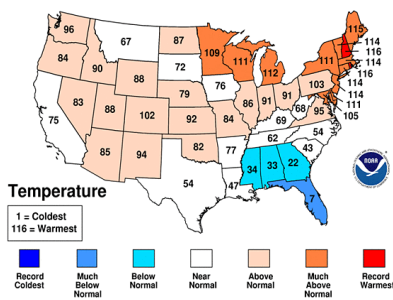 96
67
87
115
84
72
109
111
114
114
116
114
114
111
105
90
88
112
111
76
83
88
102
79
86
91
91
103
68
95
75
92
84
69
54
85
94
82
77
62
43
34
33
22
54
47
7
NOAA
Temperature
1 = Coldest
116 = Warmest
Record
Coldest
Much
Below
Normal
Below
Normal
Near
Normal
Above
Normal
Much
Above
Normal
Record
Warmest